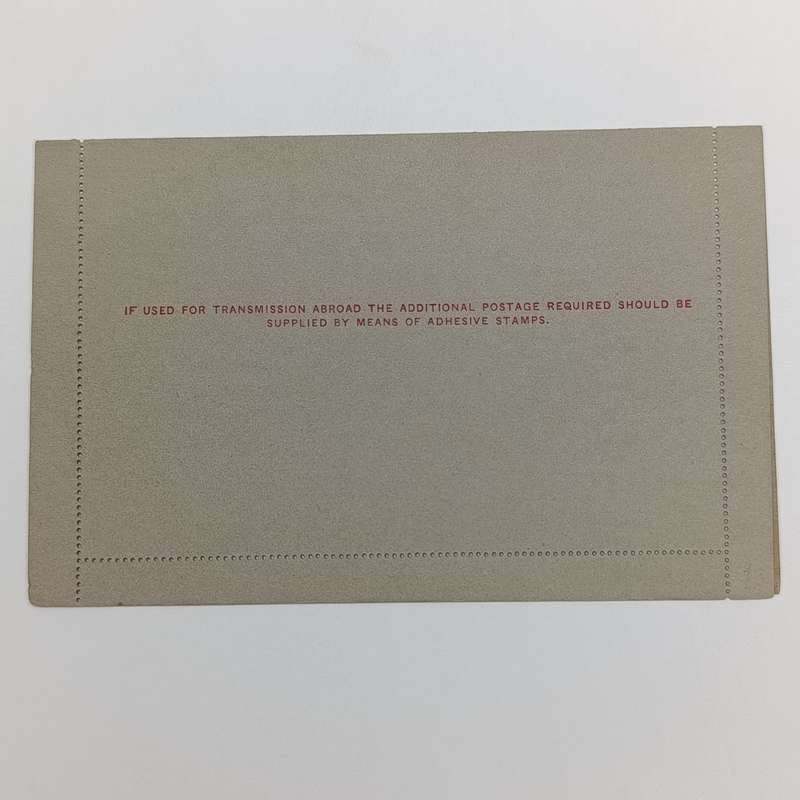 IF USED FOR TRANSMISSION ABROAD THE ADDITIONAL POSTAGE REQUIRED SHOULD BE
SUPPLIED BY MEANS OF ADHESIVE STAMPS.